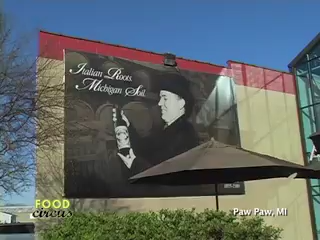 Italian Roots,
Michigan Soil.
FOOD
circus
Paw Paw, MI